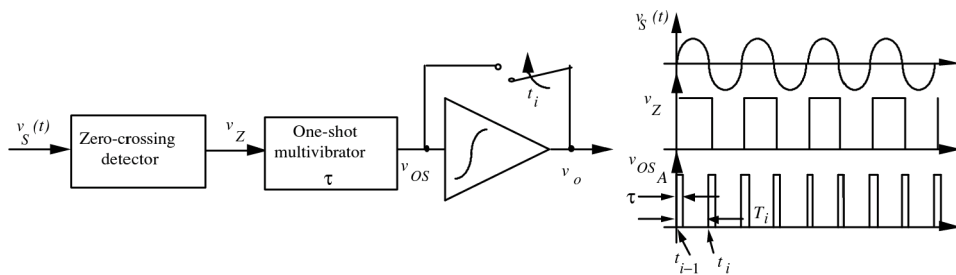 v_S(t)
Zero-crossing
detector
v_Z
One-shot
multivibrator
τ
v_OS
t_i
v_o
v_S(t)
v_Z
v_OS
A
τ
T_i
t_i–1
t_i